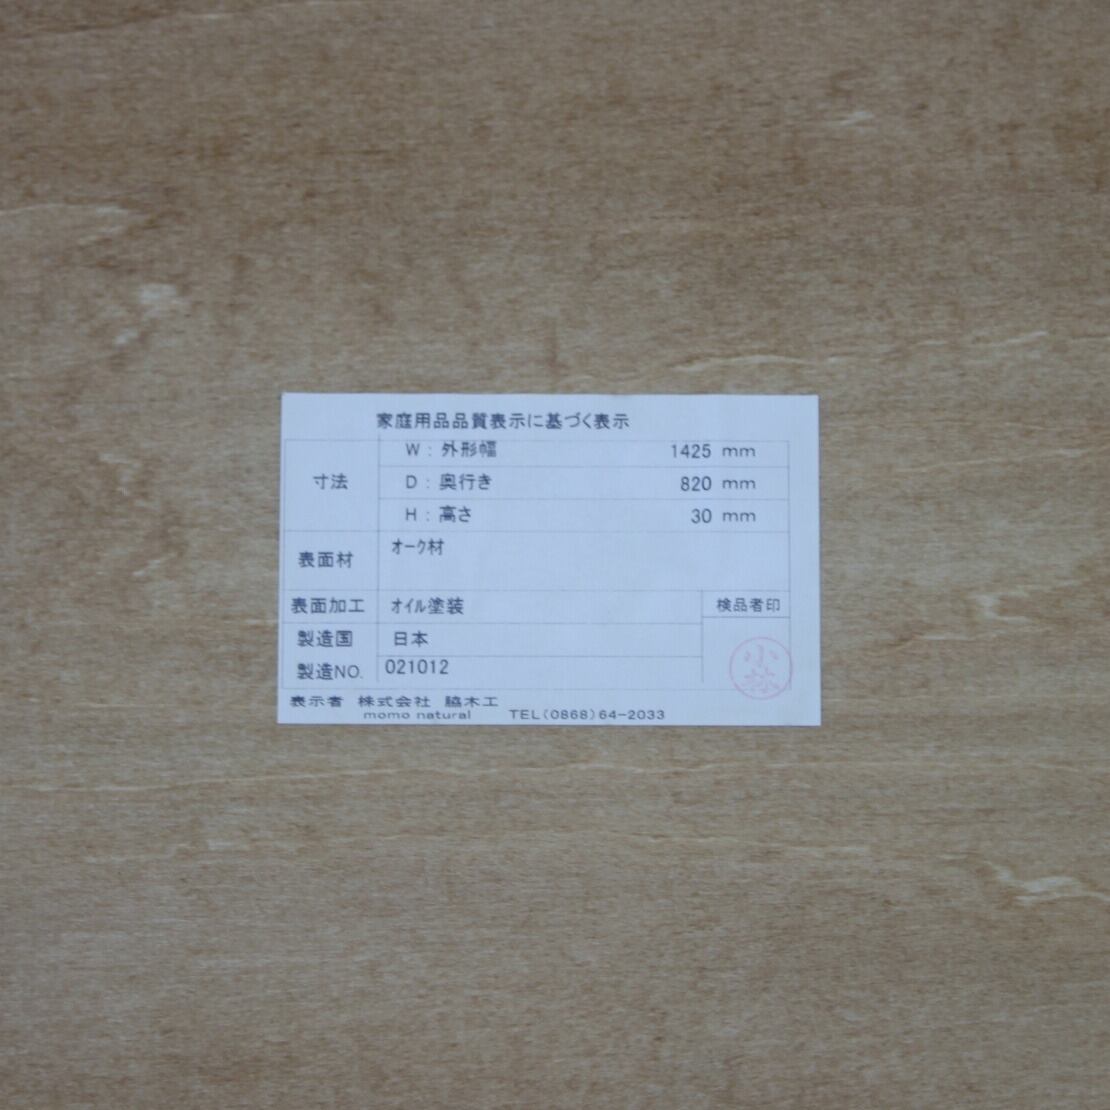 家庭用品品質表示に基づく表示
寸法
W : 外形幅 1425 mm
D : 奥行き 820 mm
H : 高さ 30 mm
表面材 オーク材
表面加工 オイル塗装 検品者印
製造国 日本
製造NO. 021012
小林
表示者 株式会社 脇木工
momo natural TEL(0868)64-2033